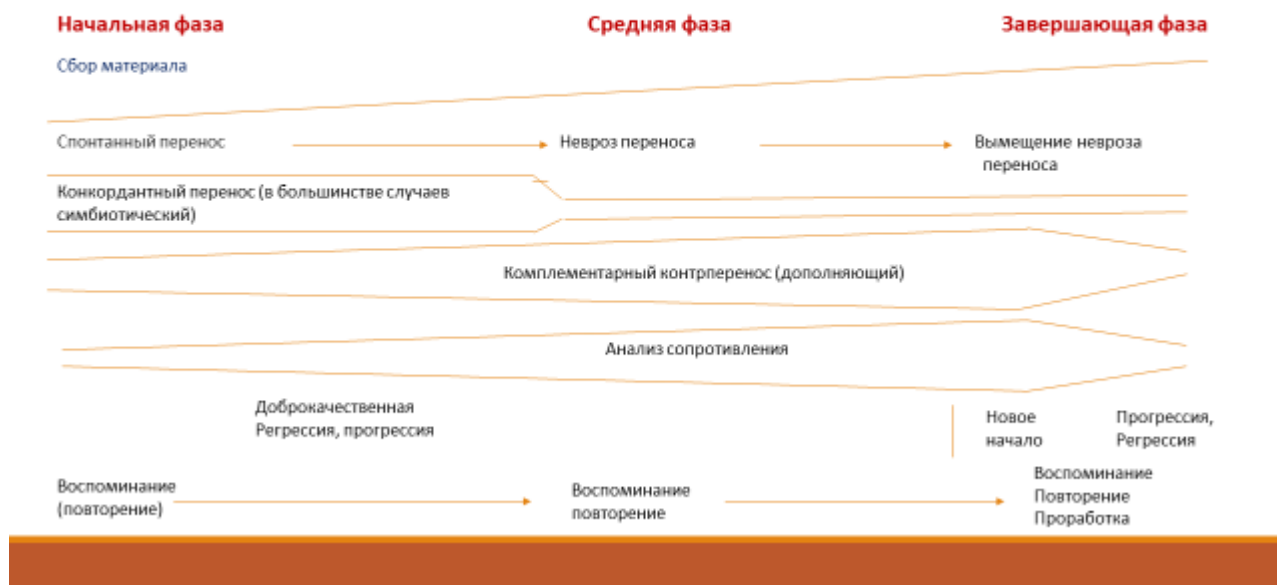 Начальная фаза
Средняя фаза
Завершающая фаза
Сбор материала
Спонтанный перенос
Невроз переноса
Вымещение невроза
переноса
Конкордантный перенос (в большинстве случаев
симбиотический)
Комплементарный контрперенос (дополняющий)
Анализ сопротивления
Доброкачественная
Регрессия, прогрессия
Новое
начало
Прогрессия,
Регрессия
Воспоминание
(повторение)
Воспоминание
повторение
Воспоминание
Повторение
Проработка